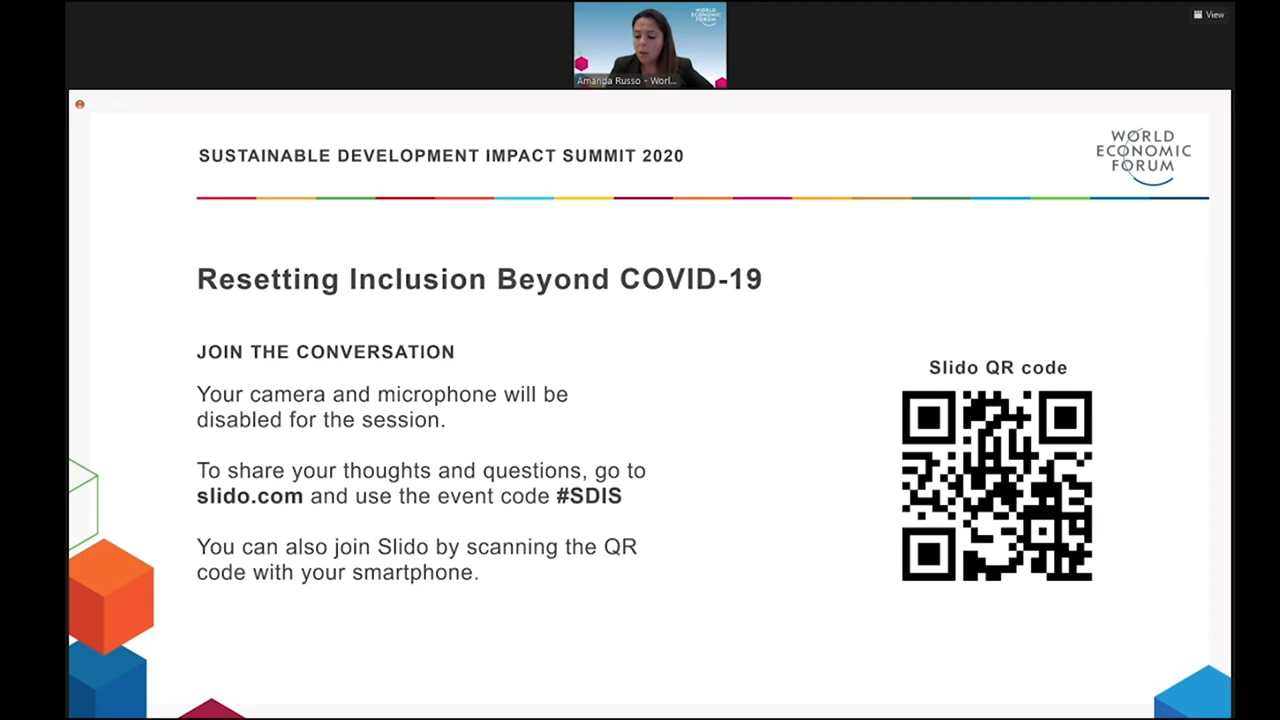 WORLD
ECONOMIC
FORUM
View
Amanda Russo - Worl...
SUSTAINABLE DEVELOPMENT IMPACT SUMMIT 2020
WORLD
ECONOMIC
FORUM
Resetting Inclusion Beyond COVID-19
JOIN THE CONVERSATION
Slido QR code
Your camera and microphone will be
disabled for the session.
To share your thoughts and questions, go to
slido.com and use the event code #SDIS
You can also join Slido by scanning the QR
code with your smartphone.